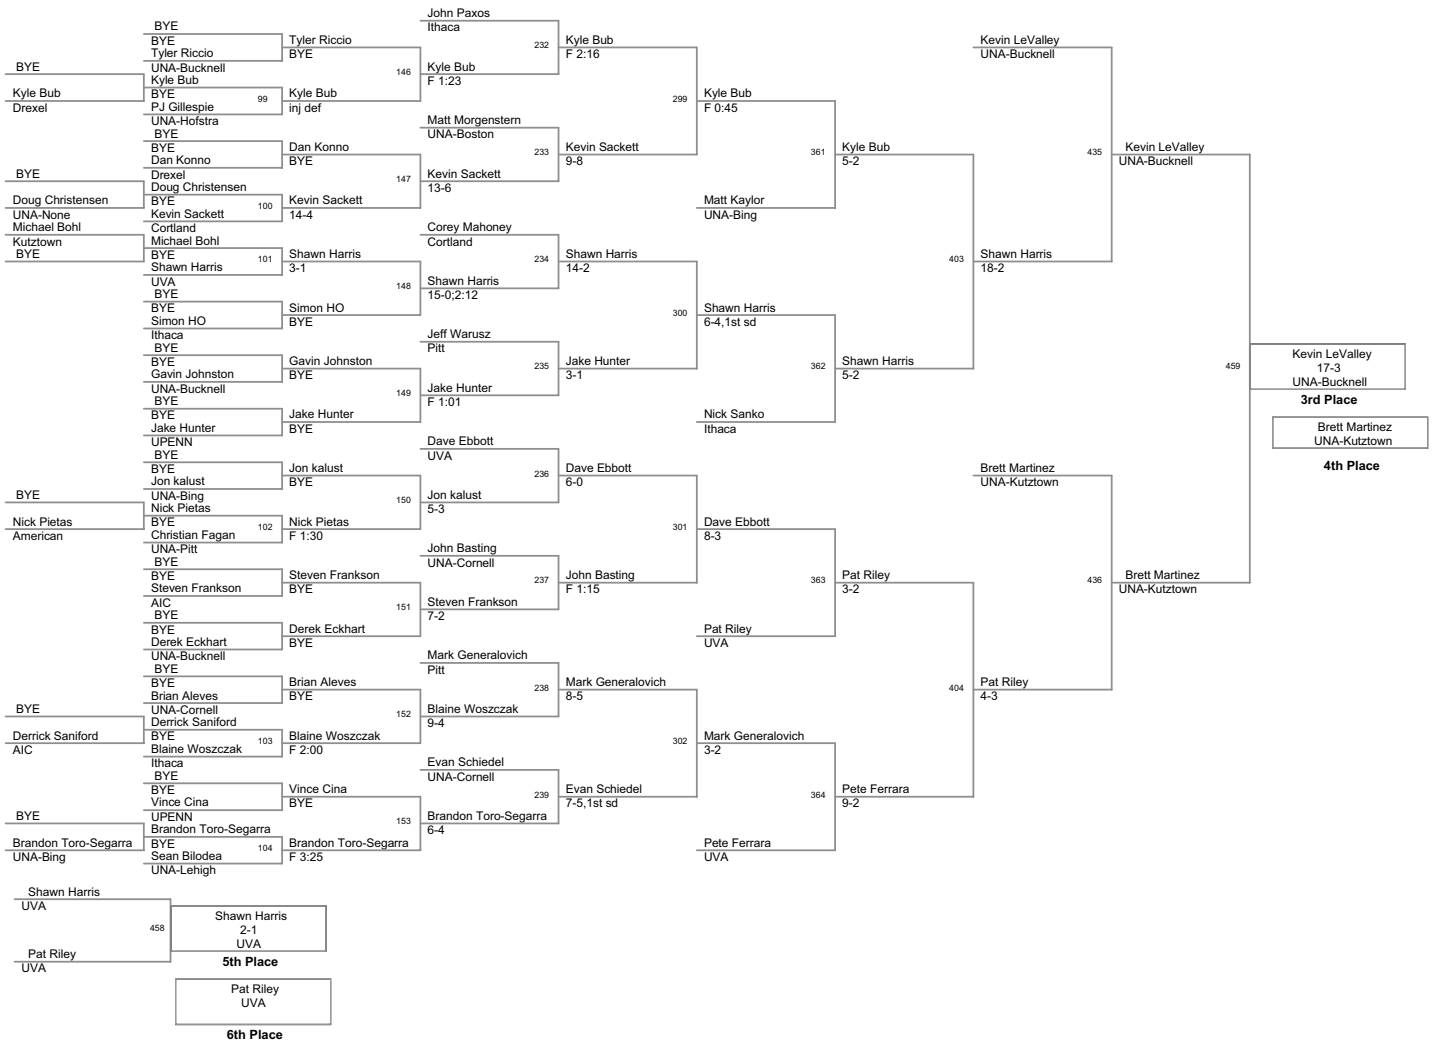 BYE
Kyle Bub
Drexel
BYE
Doug Christensen
UNA-None
Michael Bohl
Kutztown
BYE
BYE
Nick Pietas
American
BYE
Derrick Saniford
AIC
BYE
Brandon Toro-Segarra
UNA-Bing
BYE
BYE
Tyler Riccio
UNA-Bucknell
Kyle Bub
BYE
99
PJ Gillespie
UNA-Hofstra
BYE
BYE
Dan Konno
Drexel
Doug Christensen
BYE
100
Kevin Sackett
Cortland
Michael Bohl
BYE
101
Shawn Harris
UVA
BYE
BYE
Simon HO
Ithaca
BYE
BYE
Gavin Johnston
UNA-Bucknell
BYE
BYE
Jake Hunter
UPENN
BYE
BYE
Jon kalust
UNA-Bing
Nick Pietas
BYE
102
Christian Fagan
UNA-Pitt
BYE
BYE
Steven Frankson
AIC
BYE
BYE
Derek Eckhart
UNA-Bucknell
BYE
BYE
Brian Aleves
UNA-Cornell
Derrick Saniford
BYE
103
Blaine Woszczak
Ithaca
BYE
BYE
Vince Cina
UPENN
Brandon Toro-Segarra
BYE
104
Sean Bilodea
UNA-Lehigh
Tyler Riccio
BYE
146
Kyle Bub
inj def
Dan Konno
BYE
147
Kevin Sackett
14-4
Shawn Harris
3-1
148
Simon HO
BYE
Gavin Johnston
BYE
149
Jake Hunter
BYE
Jon kalust
BYE
150
Nick Pietas
F 1:30
Steven Frankson
BYE
151
Derek Eckhart
BYE
Brian Aleves
BYE
152
Blaine Woszczak
F 2:00
Vince Cina
BYE
153
Brandon Toro-Segarra
F 3:25
John Paxos
Ithaca
232
Kyle Bub
F 1:23
Matt Morgenstern
UNA-Boston
233
Kevin Sackett
13-6
Corey Mahoney
Cortland
234
Shawn Harris
15-0;2:12
Jeff Warusz
Pitt
235
Jake Hunter
F 1:01
Dave Ebbott
UVA
236
Jon kalust
5-3
John Basting
UNA-Cornell
237
Steven Frankson
7-2
Mark Generalovich
Pitt
238
Blaine Woszczak
9-4
Evan Schiedel
UNA-Cornell
239
Brandon Toro-Segarra
6-4
Kyle Bub
F 2:16
299
Kevin Sackett
9-8
Shawn Harris
14-2
300
Jake Hunter
3-1
Dave Ebbott
6-0
301
John Basting
F 1:15
Mark Generalovich
8-5
302
Evan Schiedel
7-5,1st sd
Kyle Bub
F 0:45
361
Matt Kaylor
UNA-Bing
Shawn Harris
6-4,1st sd
362
Nick Sanko
Ithaca
Dave Ebbott
8-3
363
Pat Riley
UVA
Mark Generalovich
3-2
364
Pete Ferrara
UVA
Kyle Bub
5-2
403
Shawn Harris
5-2
Pat Riley
3-2
404
Pete Ferrara
9-2
Kevin LeValley
UNA-Bucknell
435
Shawn Harris
18-2
Brett Martinez
UNA-Kutztown
436
Pat Riley
4-3
Kevin LeValley
UNA-Bucknell
459
Brett Martinez
UNA-Kutztown
Kevin LeValley
17-3
UNA-Bucknell
3rd Place
Brett Martinez
UNA-Kutztown
4th Place
Shawn Harris
UVA
458
Pat Riley
UVA
Shawn Harris
2-1
UVA
5th Place
Pat Riley
UVA
6th Place